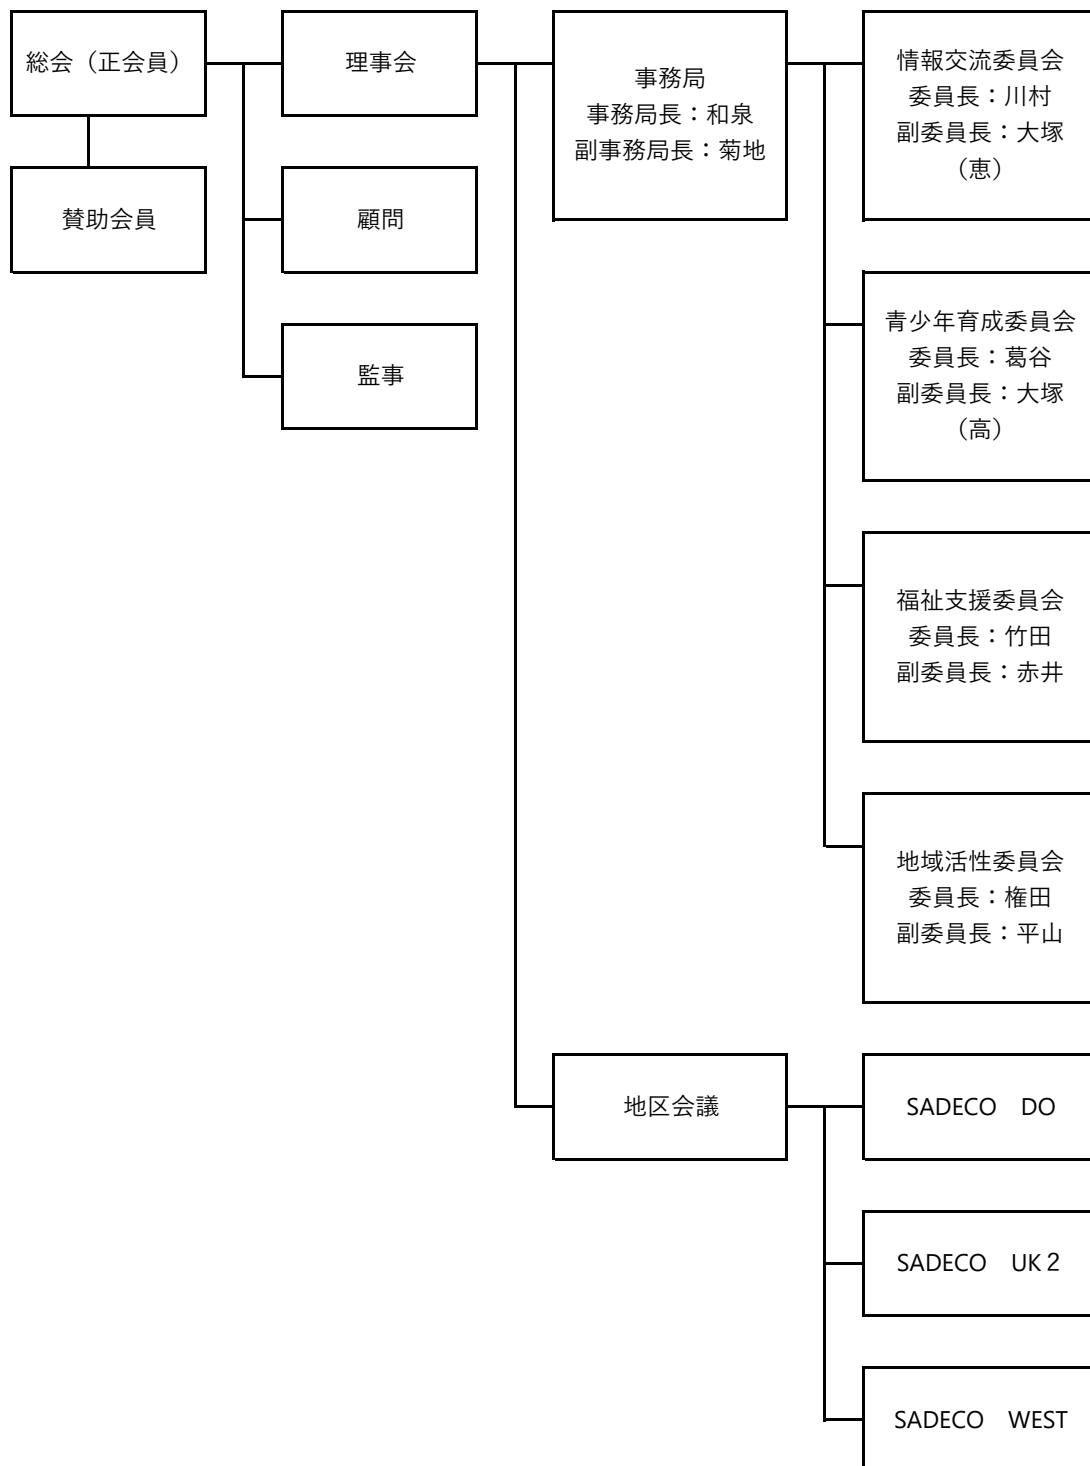 総会（正会員）
賛助会員
理事会
顧問
監事
事務局
事務局長：和泉
副事務局長：菊地
情報交流委員会
委員長：川村
副委員長：大塚
（恵）
青少年育成委員会
委員長：葛谷
副委員長：大塚
（高）
福祉支援委員会
委員長：竹田
副委員長：赤井
地域活性委員会
委員長：権田
副委員長：平山
地区会議
SADECO　DO
SADECO　UK２
SADECO　WEST